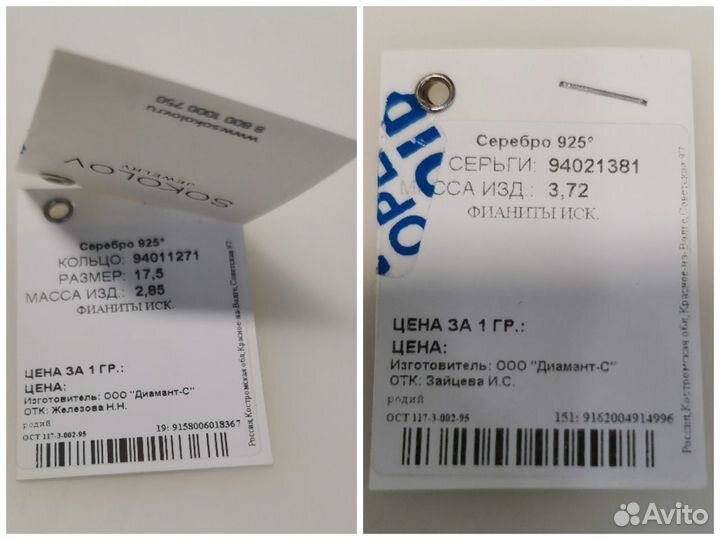 8 800 1000 750
www.sokolov.ru
SOKOLOV
JEWELRY
Серебро 925°
КОЛЬЦО: 94011271
РАЗМЕР: 17,5
МАССА ИЗД.: 2,85
ФИАНИТЫ ИСК.
ЦЕНА ЗА 1 ГР.:
ЦЕНА:
Изготовитель: ООО "Диамант-С"
ОТК: Железова Н.Н.
родий
ОСТ 117-3-002-95
19: 9158006018367
Россия,Костромская обл,Красное-на-Волге,Советская 97
Серебро 925°
СЕРЬГИ: 94021381
МАССА ИЗД.: 3,72
ФИАНИТЫ ИСК.
ЦЕНА ЗА 1 ГР.:
ЦЕНА:
Изготовитель: ООО "Диамант-С"
ОТК: Зайцева И.С.
родий
ОСТ 117-3-002-95
151: 9162004914996
Россия,Костромская обл,Красное-на-Волге,Советская 97
Avito